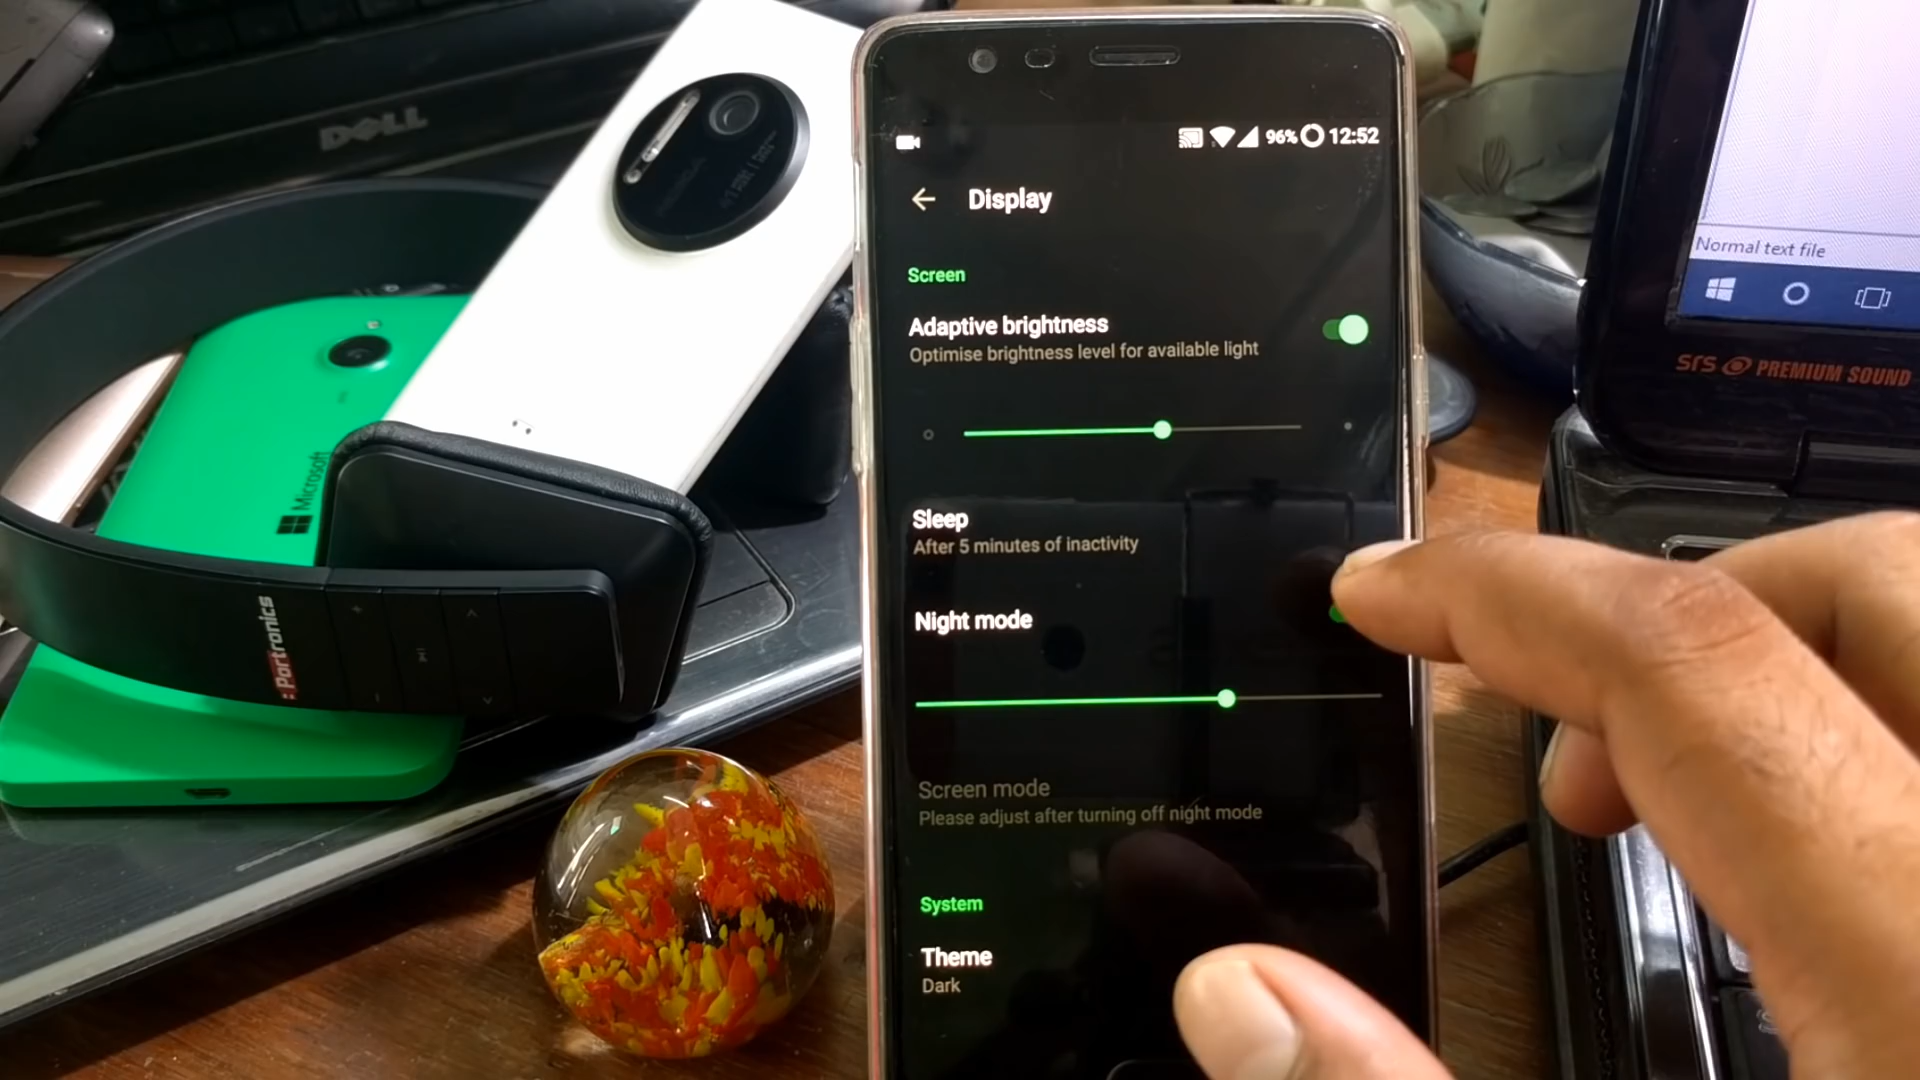 DELL
Microsoft
Portronics
96% 12:52
Display
Screen
Adaptive brightness
Optimise brightness level for available light
Sleep
After 5 minutes of inactivity
Night mode
Screen mode
Please adjust after turning off night mode
System
Theme
Dark
Normal text file
SRS PREMIUM SOUND